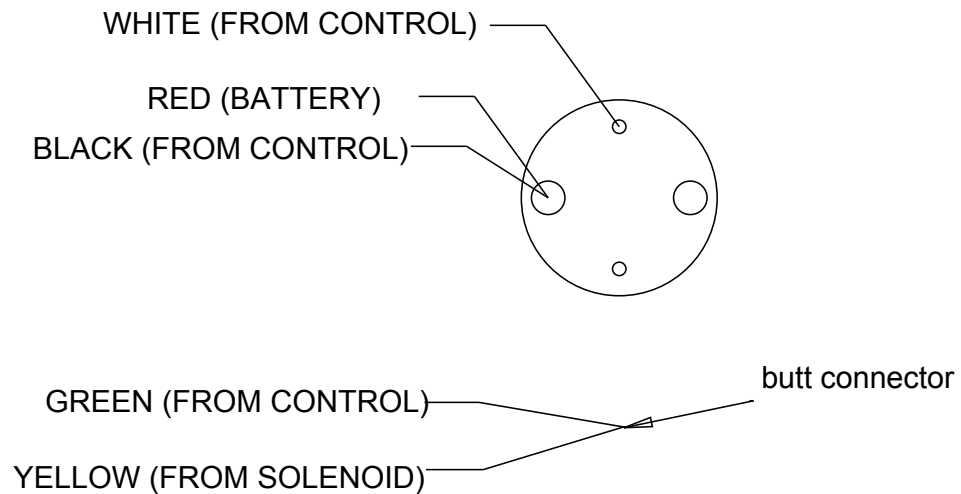 WHITE (FROM CONTROL)
RED (BATTERY)
BLACK (FROM CONTROL)
butt connector
GREEN (FROM CONTROL)
YELLOW (FROM SOLENOID)